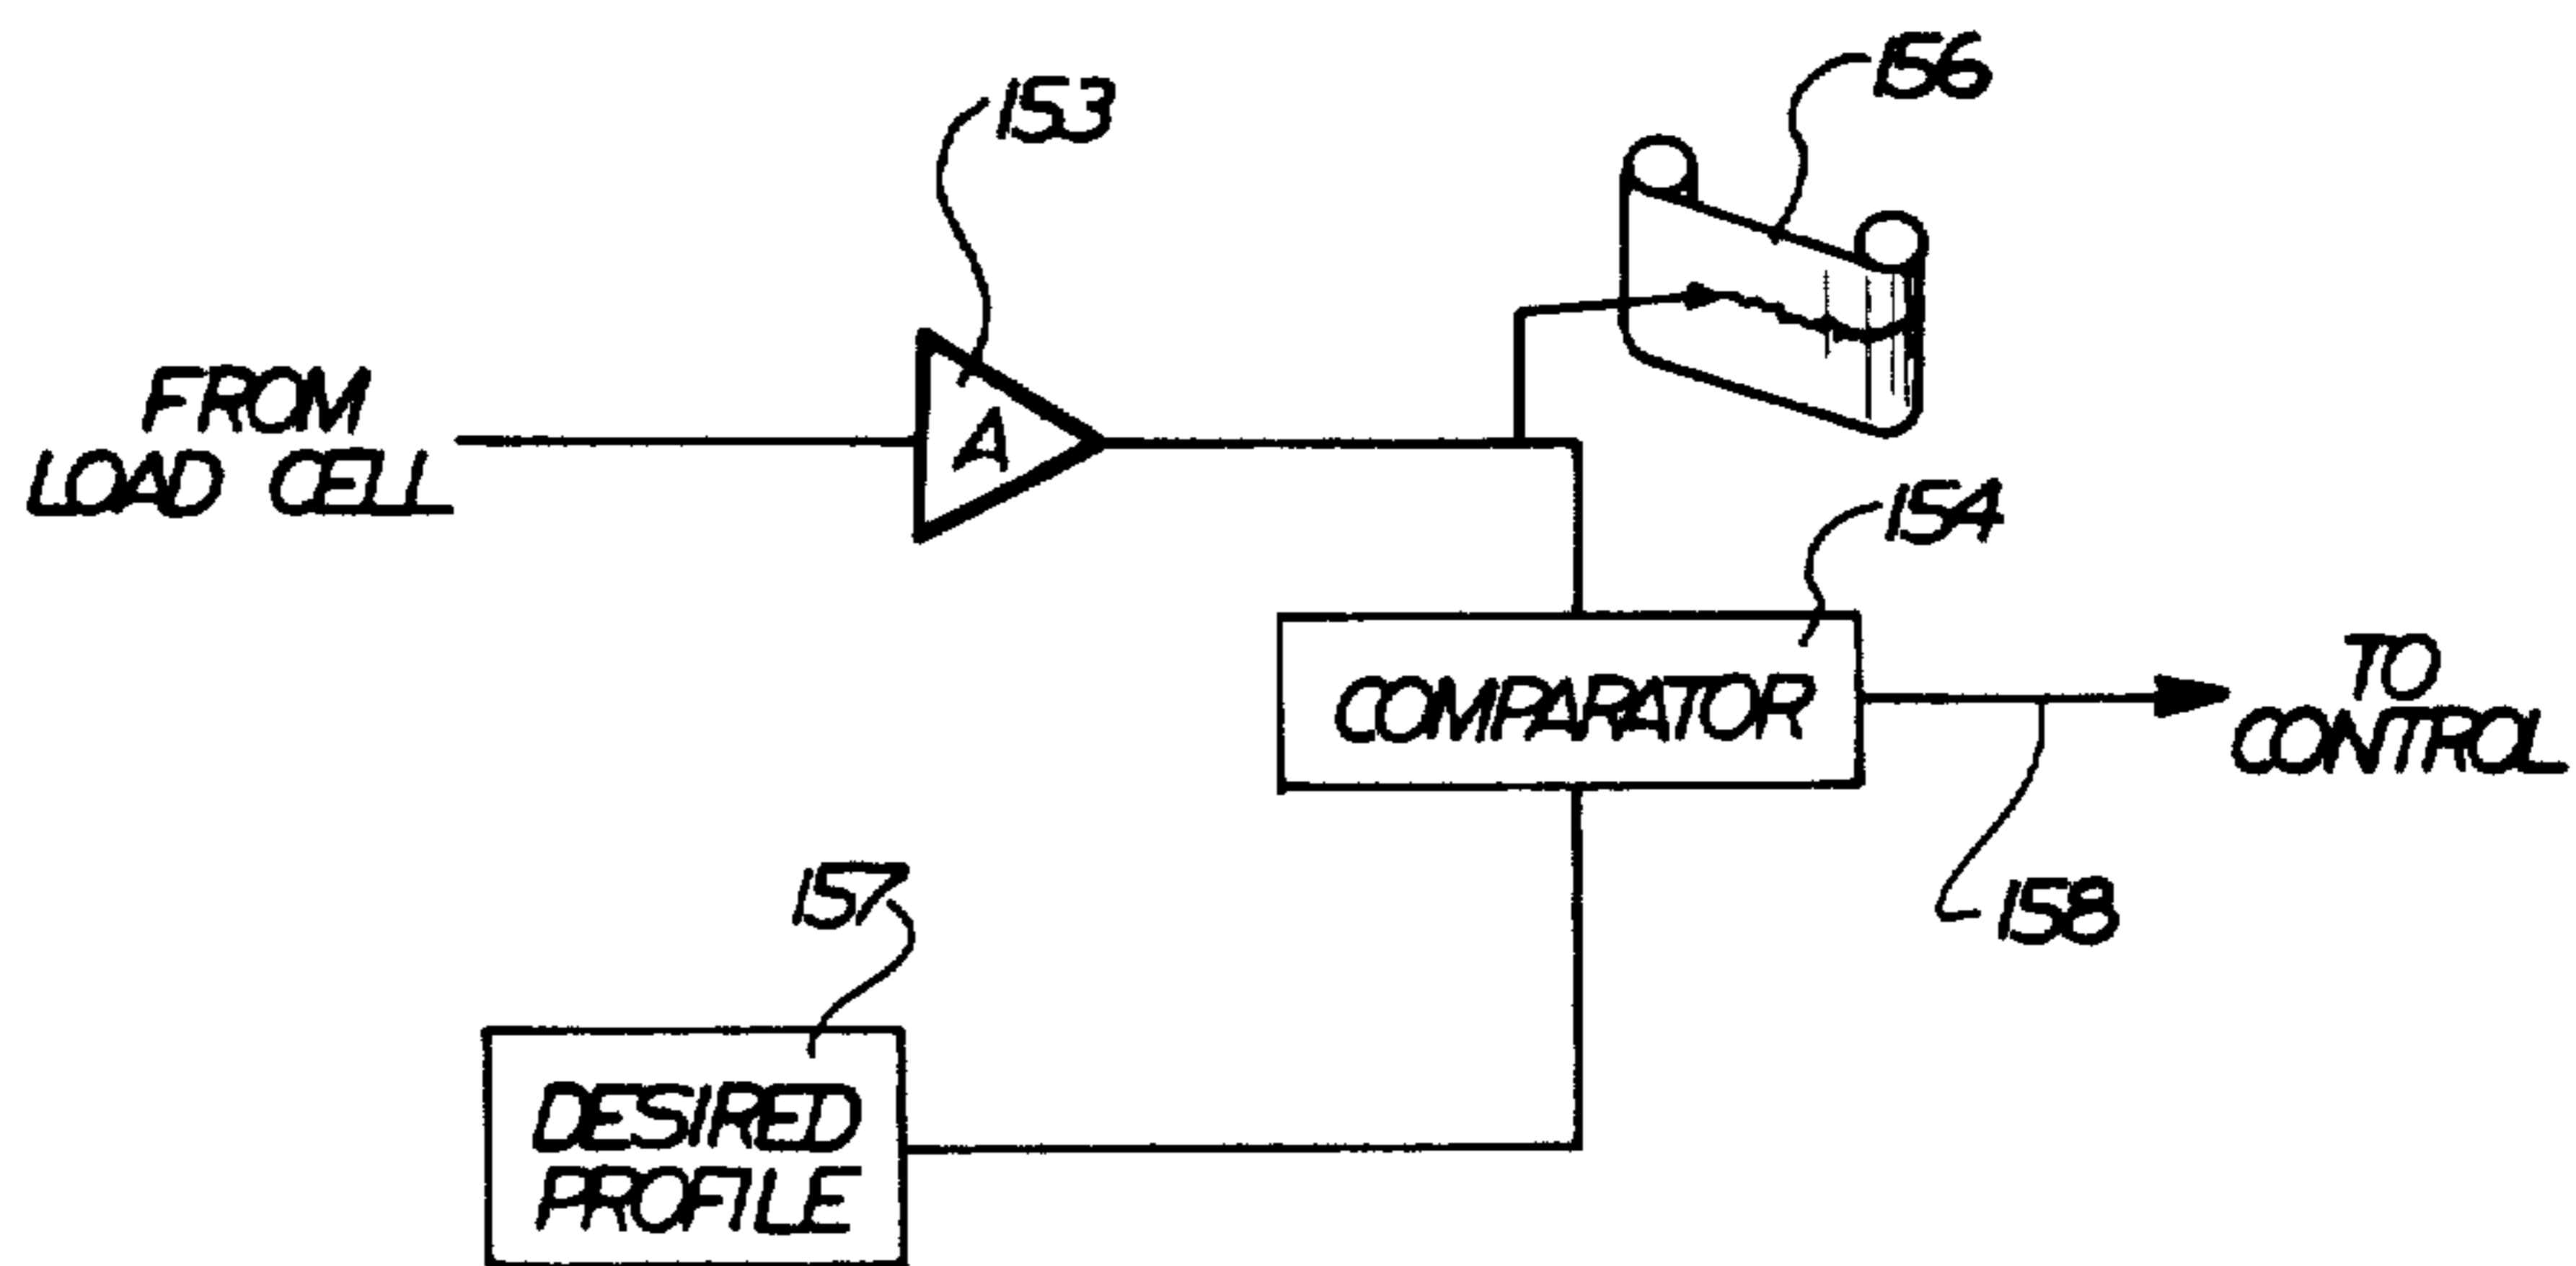 153
156
FROM
LOAD CELL
A
154
COMPARATOR
TO
CONTROL
157
158
DESIRED
PROFILE